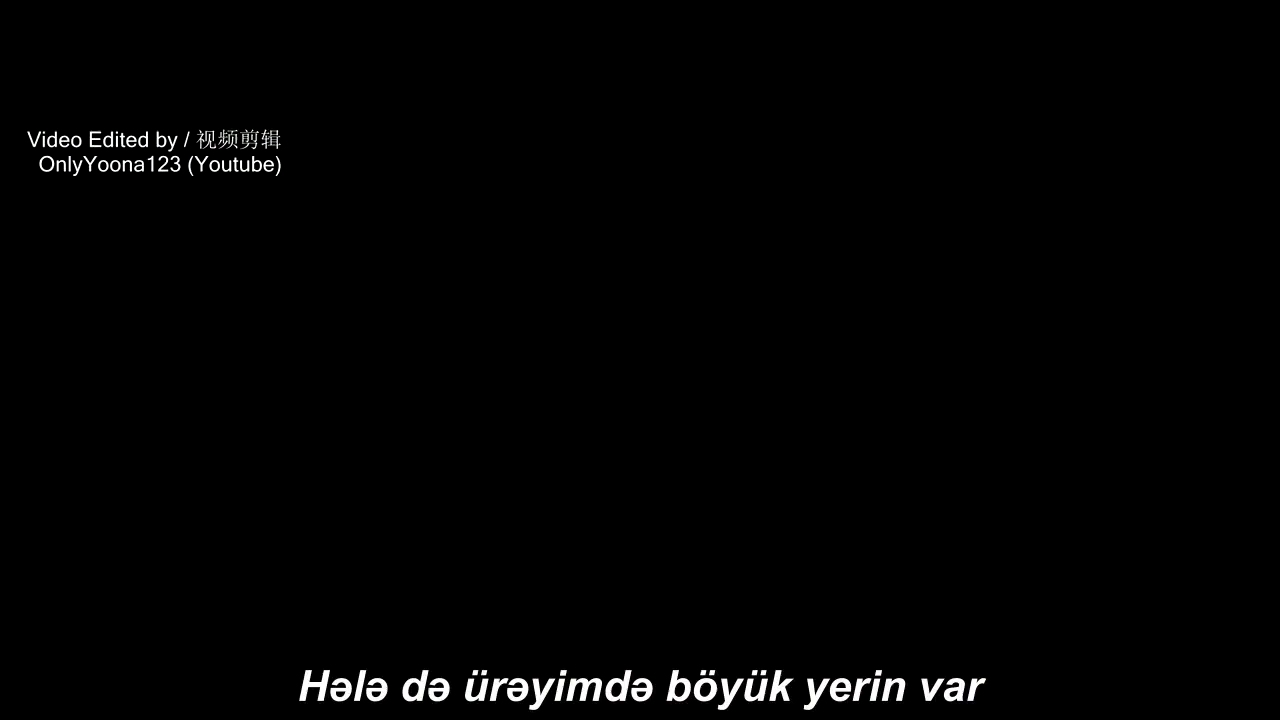 Video Edited by / 视频剪辑
OnlyYoona123 (Youtube)
Hələ də ürəyimdə böyük yerin var